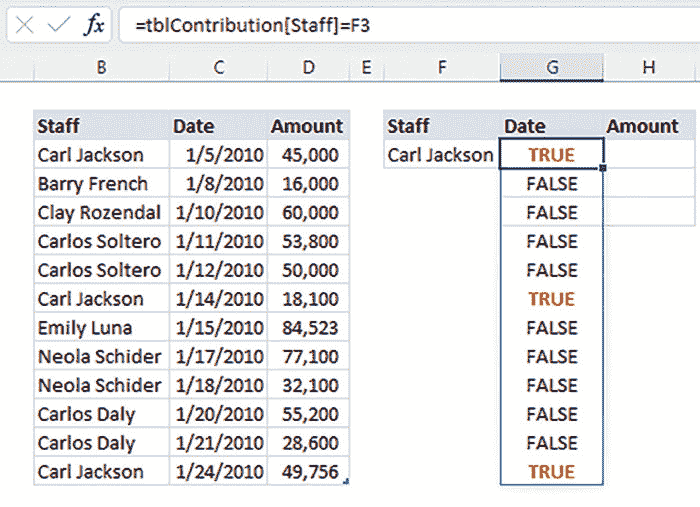 fx =tblContribution[Staff]=F3
B C D E F G H
Staff Date Amount Staff Date Amount
Carl Jackson 1/5/2010 45,000 Carl Jackson TRUE
Barry French 1/8/2010 16,000 FALSE
Clay Rozendal 1/10/2010 60,000 FALSE
Carlos Soltero 1/11/2010 53,800 FALSE
Carlos Soltero 1/12/2010 50,000 FALSE
Carl Jackson 1/14/2010 18,100 TRUE
Emily Luna 1/15/2010 84,523 FALSE
Neola Schider 1/17/2010 77,100 FALSE
Neola Schider 1/18/2010 32,100 FALSE
Carlos Daly 1/20/2010 55,200 FALSE
Carlos Daly 1/21/2010 28,600 FALSE
Carl Jackson 1/24/2010 49,756 TRUE